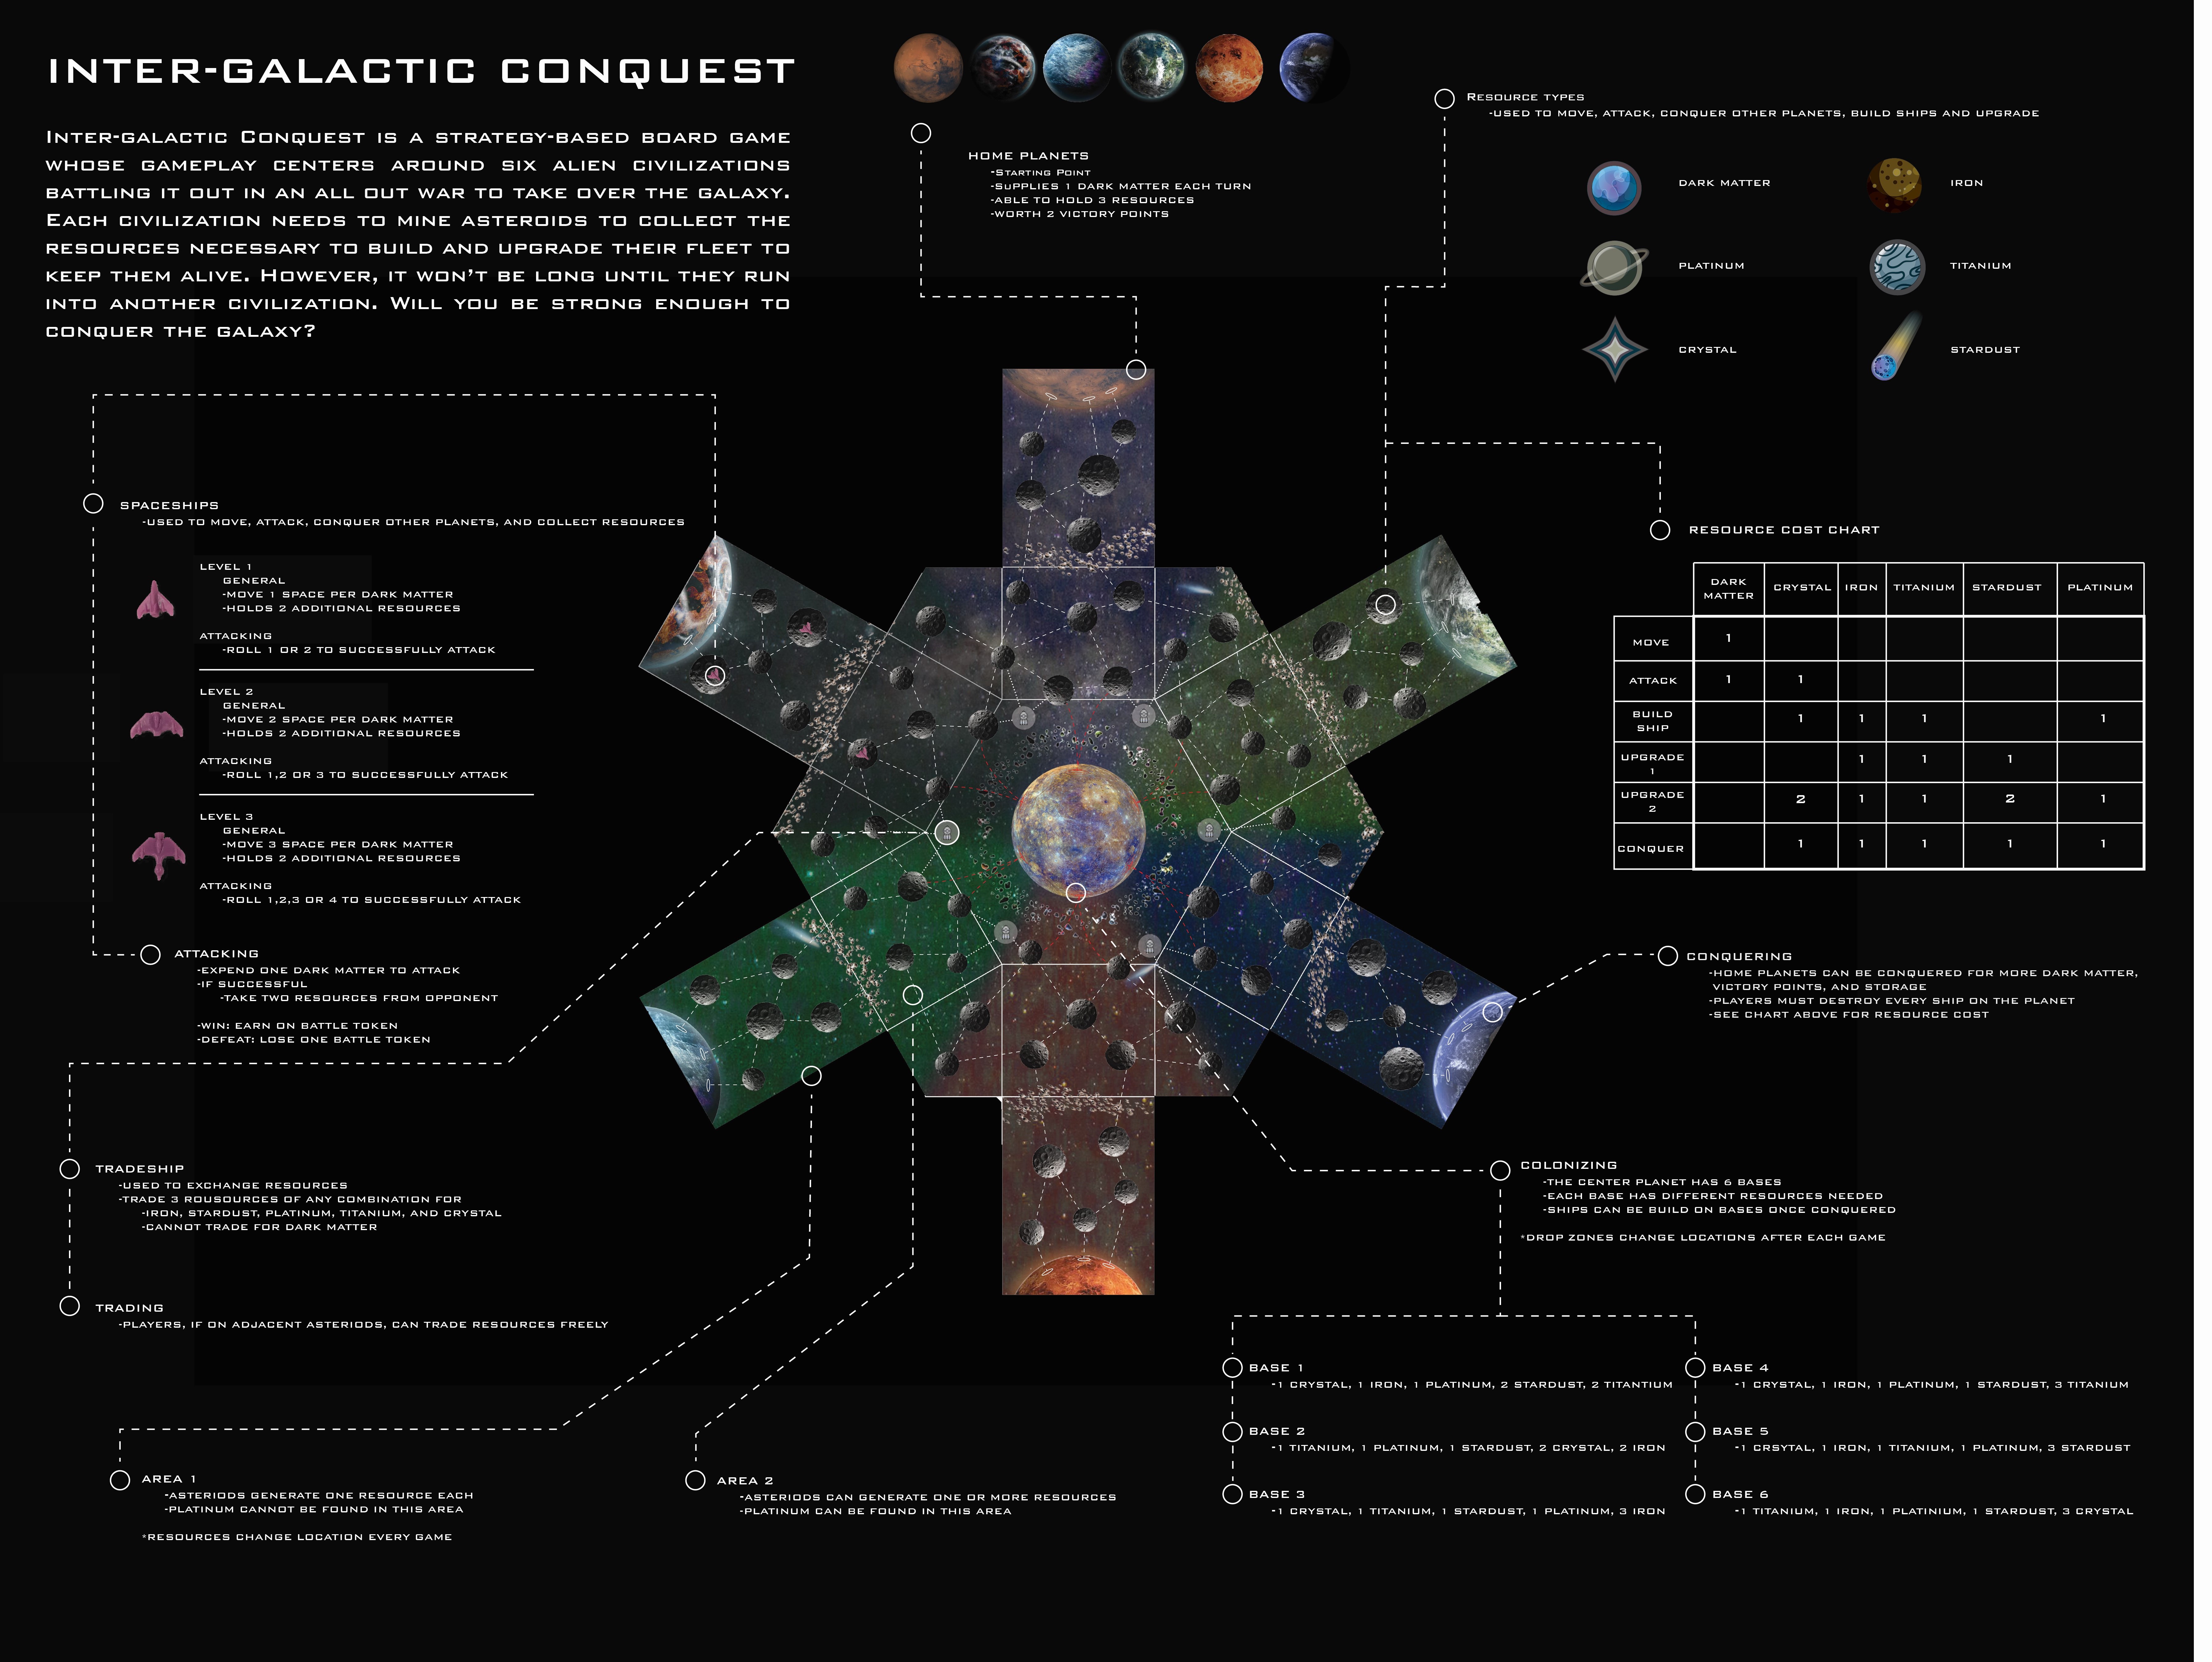 INTER-GALACTIC CONQUEST
INTER-GALACTIC CONQUEST IS A STRATEGY-BASED BOARD GAME
WHOSE GAMEPLAY CENTERS AROUND SIX ALIEN CIVILIZATIONS
BATTLING IT OUT IN AN ALL OUT WAR TO TAKE OVER THE GALAXY.
EACH CIVILIZATION NEEDS TO MINE ASTEROIDS TO COLLECT THE
RESOURCES NECESSARY TO BUILD AND UPGRADE THEIR FLEET TO
KEEP THEM ALIVE. HOWEVER, IT WON'T BE LONG UNTIL THEY RUN
INTO ANOTHER CIVILIZATION. WILL YOU BE STRONG ENOUGH TO
CONQUER THE GALAXY?
HOME PLANETS
-STARTING POINT
-SUPPLIES 1 DARK MATTER EACH TURN
-ABLE TO HOLD 3 RESOURCES
-WORTH 2 VICTORY POINTS
RESOURCE TYPES
-USED TO MOVE, ATTACK, CONQUER OTHER PLANETS, BUILD SHIPS AND UPGRADE
DARK MATTER
IRON
PLATINUM
TITANIUM
CRYSTAL
STARDUST
SPACESHIPS
-USED TO MOVE, ATTACK, CONQUER OTHER PLANETS, AND COLLECT RESOURCES
LEVEL 1
GENERAL
-MOVE 1 SPACE PER DARK MATTER
-HOLDS 2 ADDITIONAL RESOURCES
ATTACKING
-ROLL 1 OR 2 TO SUCCESSFULLY ATTACK
LEVEL 2
GENERAL
-MOVE 2 SPACE PER DARK MATTER
-HOLDS 2 ADDITIONAL RESOURCES
ATTACKING
-ROLL 1,2 OR 3 TO SUCCESSFULLY ATTACK
LEVEL 3
GENERAL
-MOVE 3 SPACE PER DARK MATTER
-HOLDS 2 ADDITIONAL RESOURCES
ATTACKING
-ROLL 1,2,3 OR 4 TO SUCCESSFULLY ATTACK
ATTACKING
-EXPEND ONE DARK MATTER TO ATTACK
-IF SUCCESSFUL
-TAKE TWO RESOURCES FROM OPPONENT
-WIN: EARN ON BATTLE TOKEN
-DEFEAT: LOSE ONE BATTLE TOKEN
RESOURCE COST CHART
DARK MATTER CRYSTAL IRON TITANIUM STARDUST PLATINUM
MOVE 1
ATTACK 1 1
BUILD SHIP 1 1 1 1
UPGRADE 1 1 1 1
UPGRADE 2 2 1 1 2 1
CONQUER 1 1 1 1 1
CONQUERING
-HOME PLANETS CAN BE CONQUERED FOR MORE DARK MATTER,
VICTORY POINTS, AND STORAGE
-PLAYERS MUST DESTROY EVERY SHIP ON THE PLANET
-SEE CHART ABOVE FOR RESOURCE COST
TRADESHIP
-USED TO EXCHANGE RESOURCES
-TRADE 3 ROUSOURCES OF ANY COMBINATION FOR
-IRON, STARDUST, PLATINUM, TITANIUM, AND CRYSTAL
-CANNOT TRADE FOR DARK MATTER
TRADING
-PLAYERS, IF ON ADJACENT ASTERIODS, CAN TRADE RESOURCES FREELY
COLONIZING
-THE CENTER PLANET HAS 6 BASES
-EACH BASE HAS DIFFERENT RESOURCES NEEDED
-SHIPS CAN BE BUILD ON BASES ONCE CONQUERED
*DROP ZONES CHANGE LOCATIONS AFTER EACH GAME
AREA 1
-ASTERIODS GENERATE ONE RESOURCE EACH
-PLATINUM CANNOT BE FOUND IN THIS AREA
*RESOURCES CHANGE LOCATION EVERY GAME
AREA 2
-ASTERIODS CAN GENERATE ONE OR MORE RESOURCES
-PLATINUM CAN BE FOUND IN THIS AREA
BASE 1
-1 CRYSTAL, 1 IRON, 1 PLATINUM, 2 STARDUST, 2 TITANTIUM
BASE 2
-1 TITANIUM, 1 PLATINUM, 1 STARDUST, 2 CRYSTAL, 2 IRON
BASE 3
-1 CRYSTAL, 1 TITANIUM, 1 STARDUST, 1 PLATINUM, 3 IRON
BASE 4
-1 CRYSTAL, 1 IRON, 1 PLATINUM, 1 STARDUST, 3 TITANIUM
BASE 5
-1 CRSYTAL, 1 IRON, 1 TITANIUM, 1 PLATINUM, 3 STARDUST
BASE 6
-1 TITANIUM, 1 IRON, 1 PLATINIUM, 1 STARDUST, 3 CRYSTAL